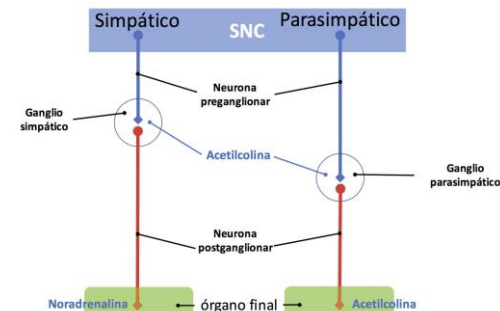 Simpático
SNC
Parasimpático
Neurona
preganglionar
Ganglio
simpático
Acetilcolina
Ganglio
parasimpático
Neurona
postganglionar
Noradrenalina
órgano final
Acetilcolina